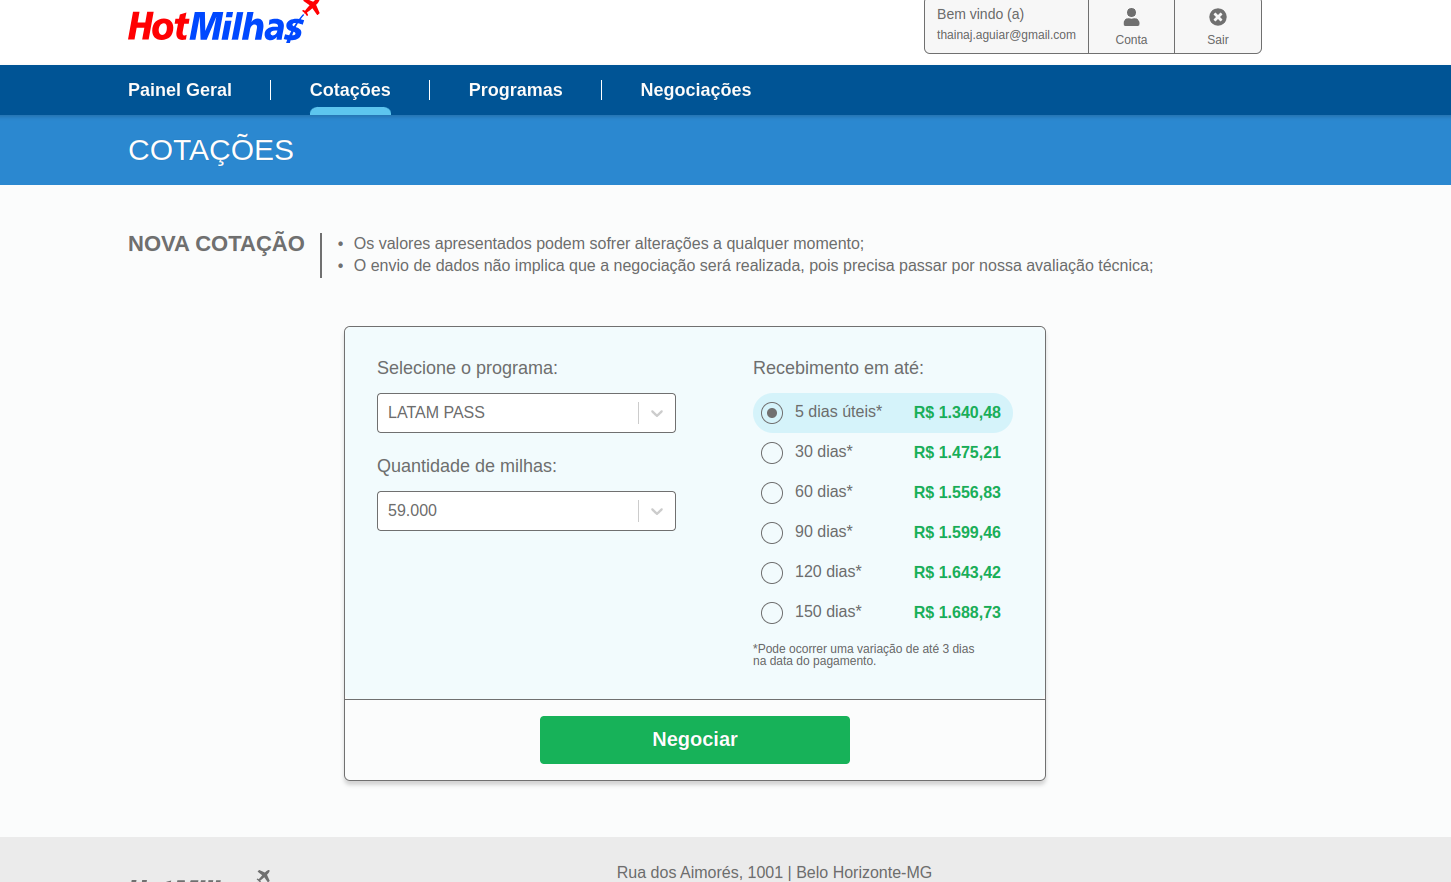 HotMilhas
Bem vindo (a)
thainaj.aguiar@gmail.com
Conta
Sair
Painel Geral
Cotações
Programas
Negociações
COTAÇÕES
NOVA COTAÇÃO
• Os valores apresentados podem sofrer alterações a qualquer momento;
• O envio de dados não implica que a negociação será realizada, pois precisa passar por nossa avaliação técnica;
Selecione o programa:
LATAM PASS
Quantidade de milhas:
59.000
Recebimento em até:
5 dias úteis* R$ 1.340,48
30 dias* R$ 1.475,21
60 dias* R$ 1.556,83
90 dias* R$ 1.599,46
120 dias* R$ 1.643,42
150 dias* R$ 1.688,73
*Pode ocorrer uma variação de até 3 dias
na data do pagamento.
Negociar
Rua dos Aimorés, 1001 | Belo Horizonte-MG